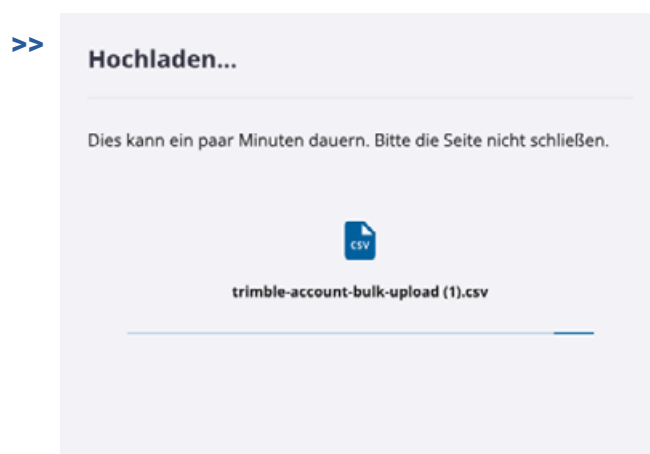 >>
Hochladen...
Dies kann ein paar Minuten dauern. Bitte die Seite nicht schließen.
CSV
trimble-account-bulk-upload (1).csv